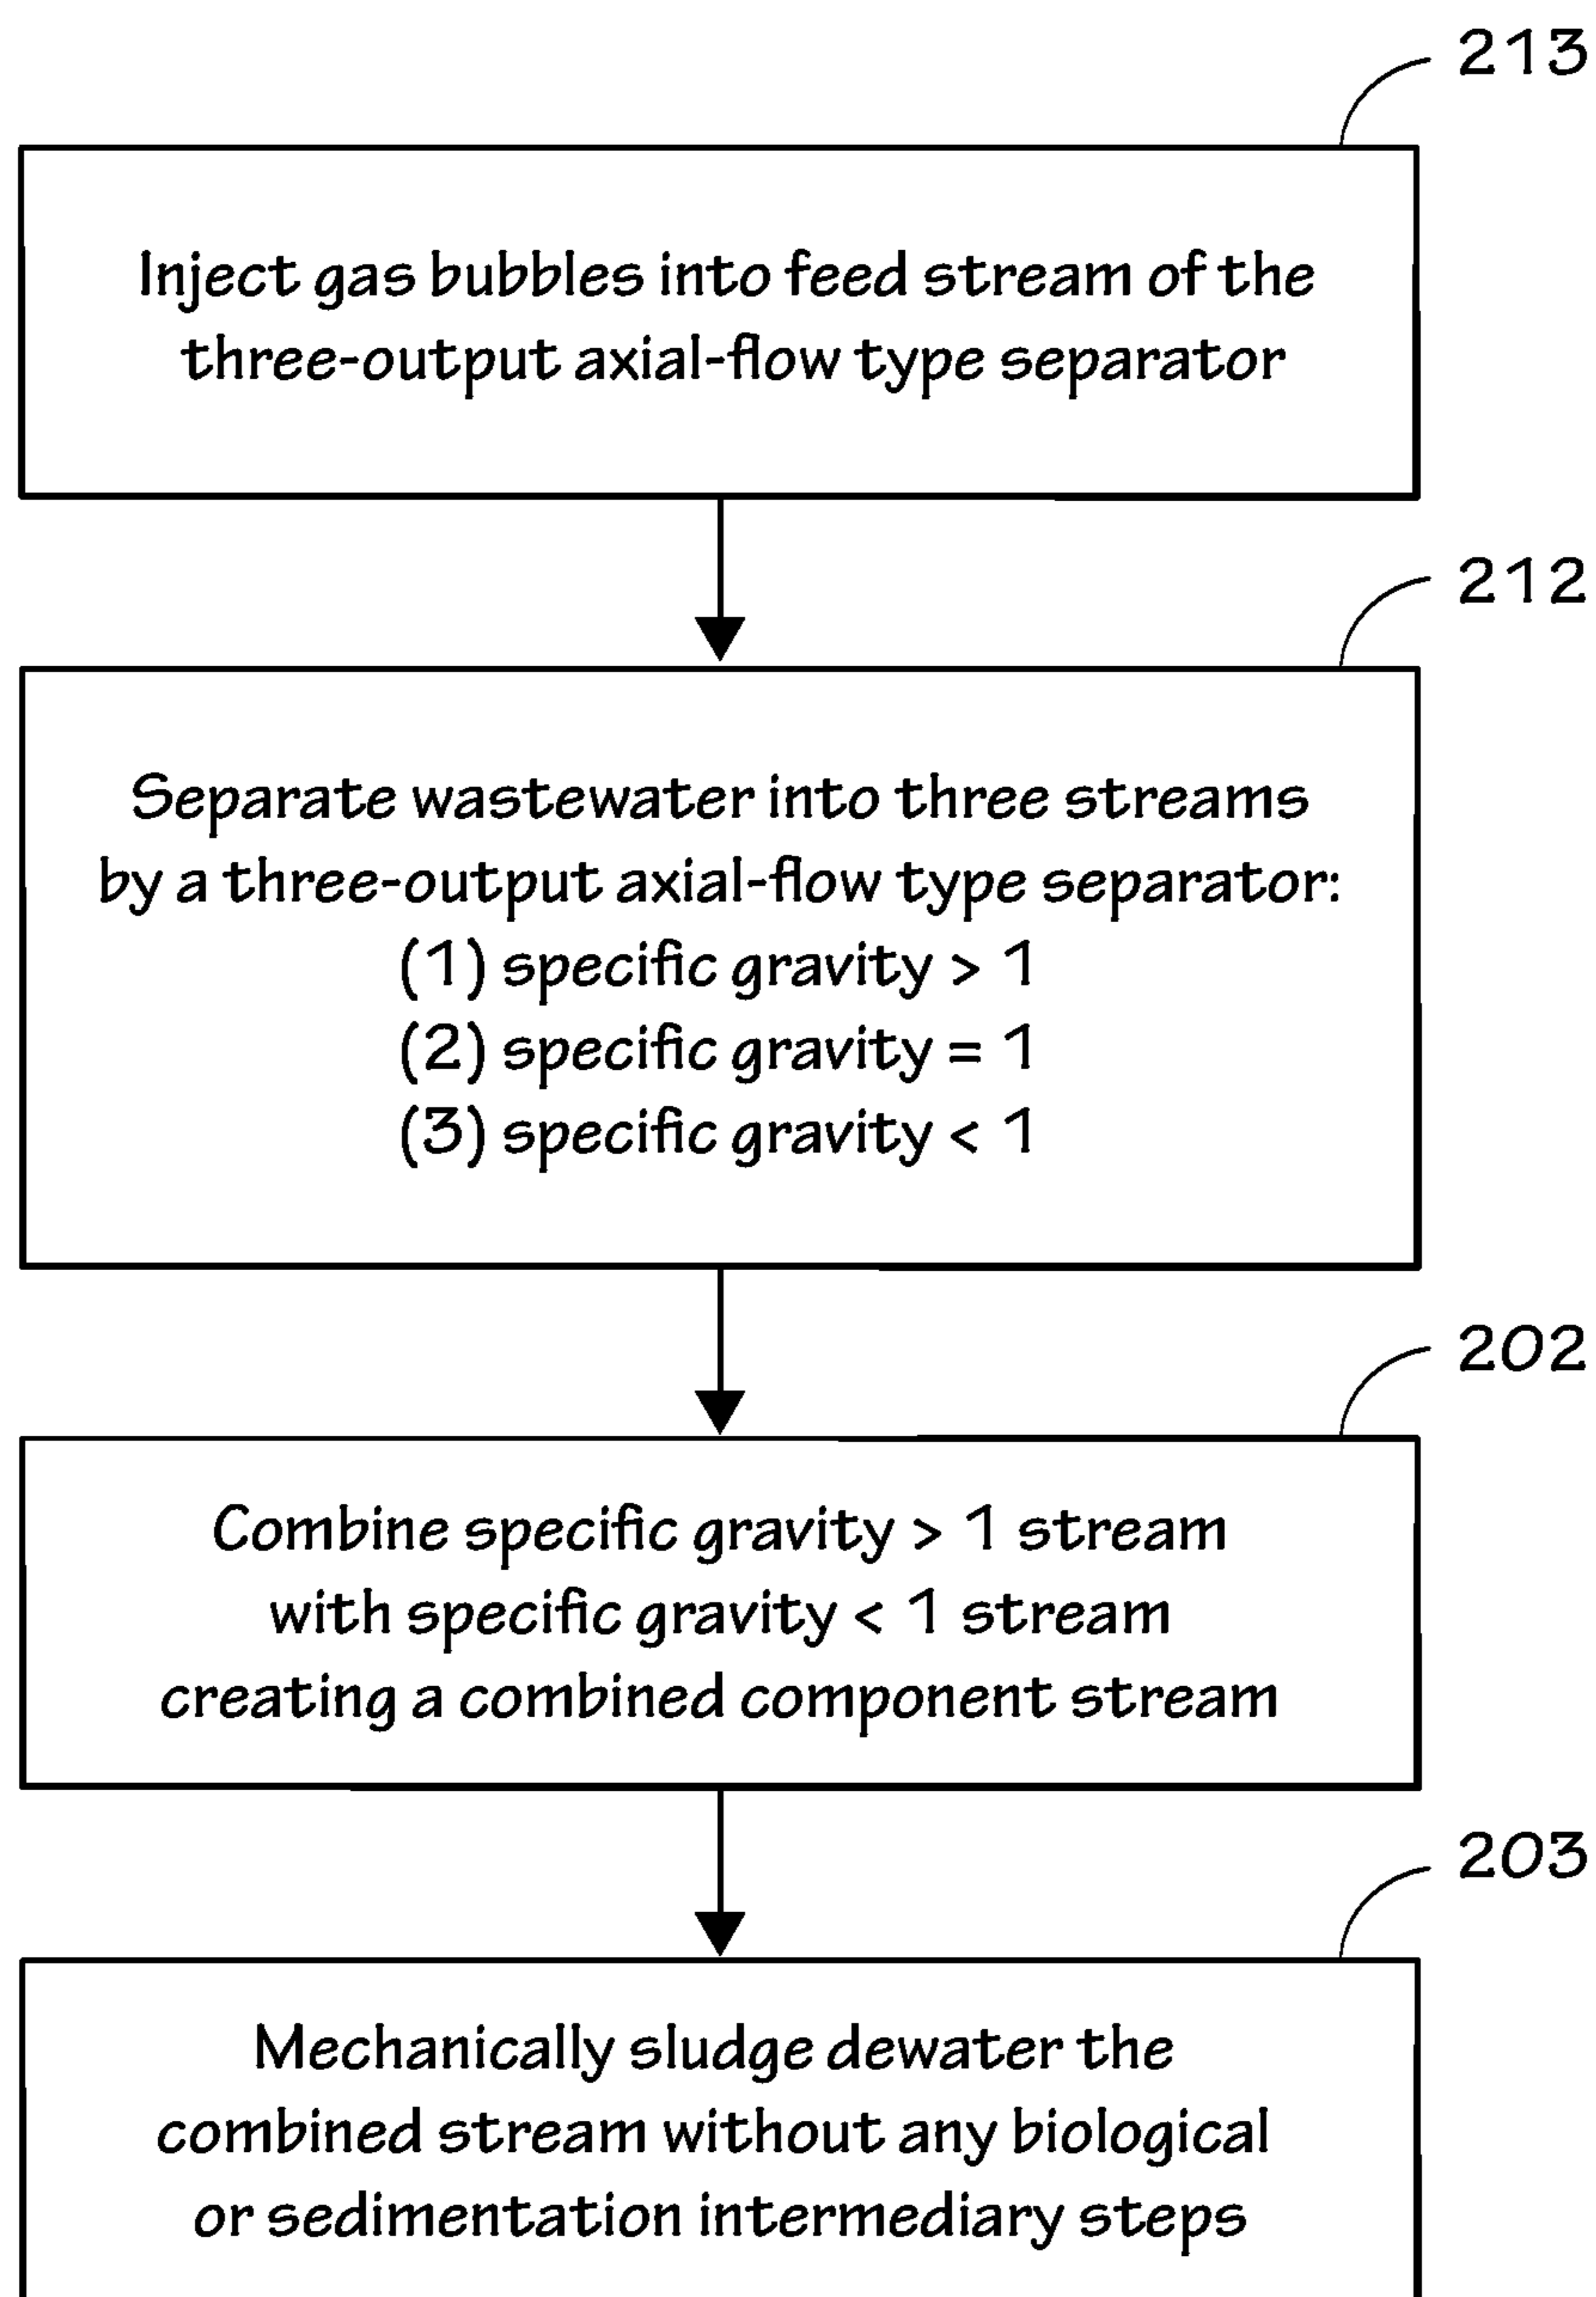 213
Inject gas bubbles into feed stream of the
three-output axial-flow type separator
212
Separate wastewater into three streams
by a three-output axial-flow type separator:
(1) specific gravity > 1
(2) specific gravity = 1
(3) specific gravity < 1
202
Combine specific gravity > 1 stream
with specific gravity < 1 stream
creating a combined component stream
203
Mechanically sludge dewater the
combined stream without any biological
or sedimentation intermediary steps